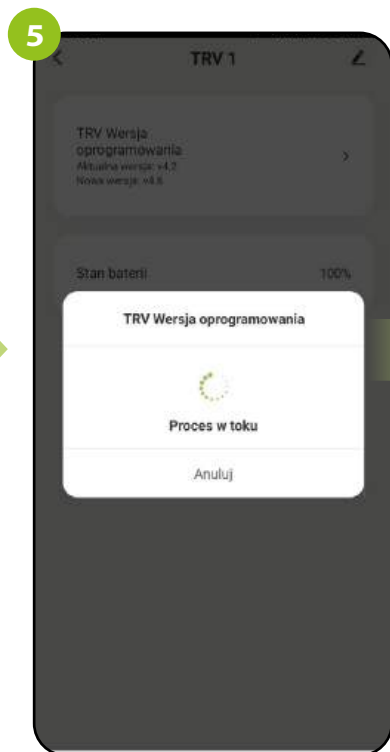 5
TRV 1
TRV Wersja
oprogramowania
Aktualna wersja: v4.2
Nowa wersja: v4.6
Stan baterii 100%
TRV Wersja oprogramowania
Proces w toku
Anuluj